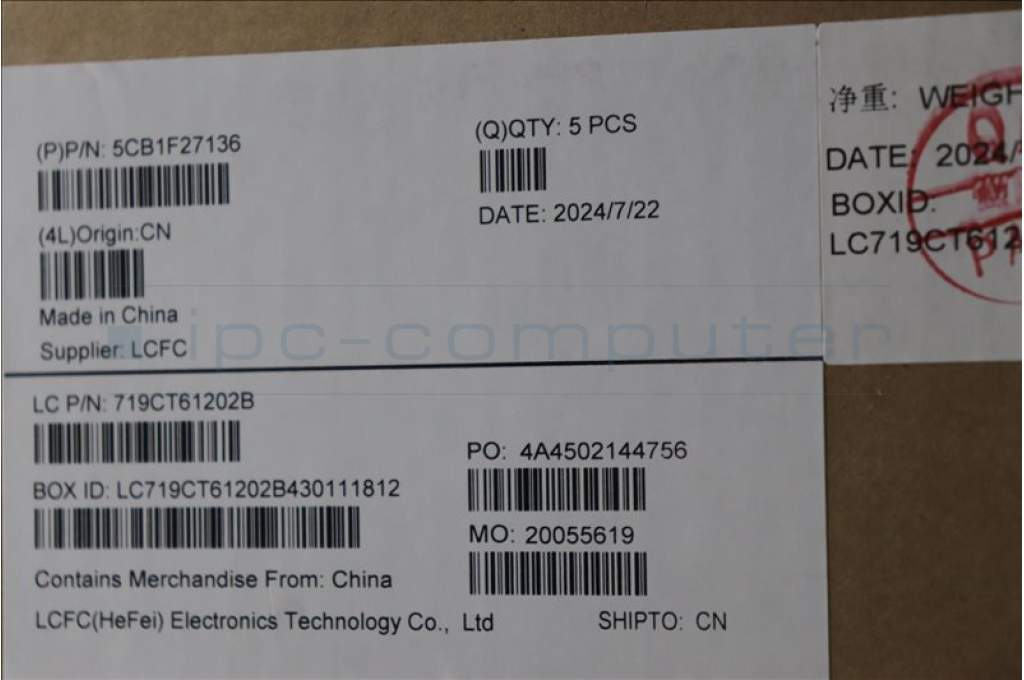 (P)P/N: 5CB1F27136
(Q)QTY: 5 PCS
DATE: 2024/7/22
(4L)Origin:CN
Made in China
Supplier: LCFC
LC P/N: 719CT61202B
BOX ID: LC719CT61202B430111812
PO: 4A4502144756
MO: 20055619
Contains Merchandise From: China
LCFC(HeFei) Electronics Technology Co., Ltd
SHIPTO: CN
净重: WEIGH
DATE: 2024/
BOXID:
LC719CT612
ipc-computer